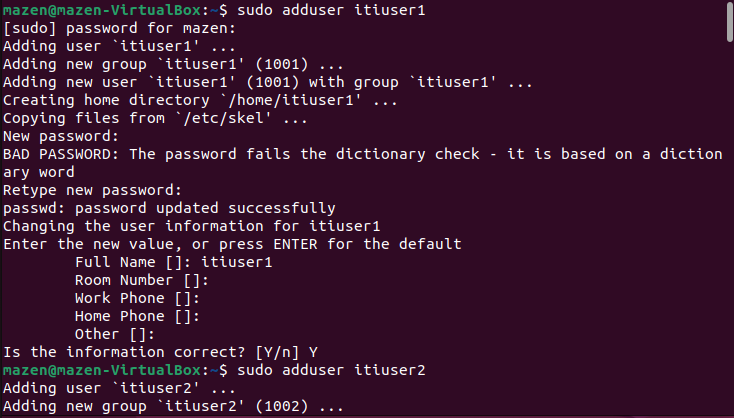 mazen@mazen-VirtualBox:~$ sudo adduser itiuser1
[sudo] password for mazen:
Adding user `itiuser1' ...
Adding new group `itiuser1' (1001) ...
Adding new user `itiuser1' (1001) with group `itiuser1' ...
Creating home directory `/home/itiuser1' ...
Copying files from `/etc/skel' ...
New password:
BAD PASSWORD: The password fails the dictionary check - it is based on a diction
ary word
Retype new password:
passwd: password updated successfully
Changing the user information for itiuser1
Enter the new value, or press ENTER for the default
        Full Name []: itiuser1
        Room Number []:
        Work Phone []:
        Home Phone []:
        Other []:
Is the information correct? [Y/n] Y
mazen@mazen-VirtualBox:~$ sudo adduser itiuser2
Adding user `itiuser2' ...
Adding new group `itiuser2' (1002) ...